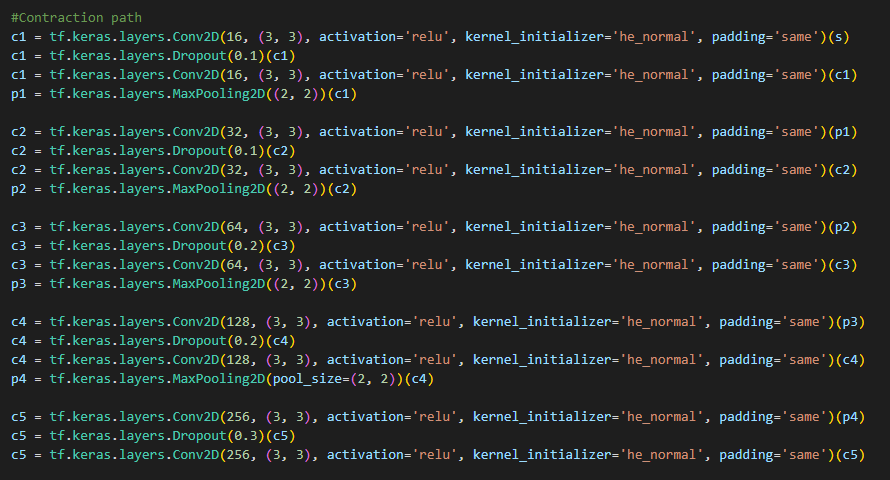 #Contraction path
c1 = tf.keras.layers.Conv2D(16, (3, 3), activation='relu', kernel_initializer='he_normal', padding='same')(s)
c1 = tf.keras.layers.Dropout(0.1)(c1)
c1 = tf.keras.layers.Conv2D(16, (3, 3), activation='relu', kernel_initializer='he_normal', padding='same')(c1)
p1 = tf.keras.layers.MaxPooling2D((2, 2))(c1)

c2 = tf.keras.layers.Conv2D(32, (3, 3), activation='relu', kernel_initializer='he_normal', padding='same')(p1)
c2 = tf.keras.layers.Dropout(0.1)(c2)
c2 = tf.keras.layers.Conv2D(32, (3, 3), activation='relu', kernel_initializer='he_normal', padding='same')(c2)
p2 = tf.keras.layers.MaxPooling2D((2, 2))(c2)

c3 = tf.keras.layers.Conv2D(64, (3, 3), activation='relu', kernel_initializer='he_normal', padding='same')(p2)
c3 = tf.keras.layers.Dropout(0.2)(c3)
c3 = tf.keras.layers.Conv2D(64, (3, 3), activation='relu', kernel_initializer='he_normal', padding='same')(c3)
p3 = tf.keras.layers.MaxPooling2D((2, 2))(c3)

c4 = tf.keras.layers.Conv2D(128, (3, 3), activation='relu', kernel_initializer='he_normal', padding='same')(p3)
c4 = tf.keras.layers.Dropout(0.2)(c4)
c4 = tf.keras.layers.Conv2D(128, (3, 3), activation='relu', kernel_initializer='he_normal', padding='same')(c4)
p4 = tf.keras.layers.MaxPooling2D(pool_size=(2, 2))(c4)

c5 = tf.keras.layers.Conv2D(256, (3, 3), activation='relu', kernel_initializer='he_normal', padding='same')(p4)
c5 = tf.keras.layers.Dropout(0.3)(c5)
c5 = tf.keras.layers.Conv2D(256, (3, 3), activation='relu', kernel_initializer='he_normal', padding='same')(c5)